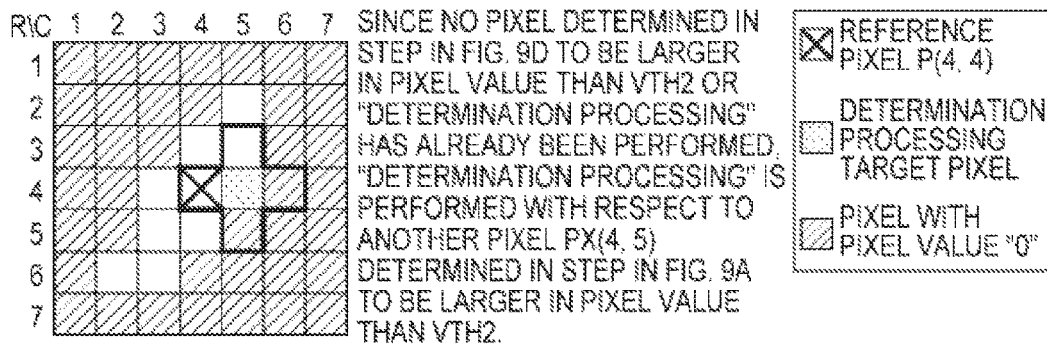 R\C 1 2 3 4 5 6 7
1
2
3
4
5
6
7
SINCE NO PIXEL DETERMINED IN
STEP IN FIG. 9D TO BE LARGER
IN PIXEL VALUE THAN VTH2 OR
"DETERMINATION PROCESSING"
HAS ALREADY BEEN PERFORMED,
"DETERMINATION PROCESSING" IS
PERFORMED WITH RESPECT TO
ANOTHER PIXEL PX(4, 5)
DETERMINED IN STEP IN FIG. 9A
TO BE LARGER IN PIXEL VALUE
THAN VTH2.
REFERENCE
PIXEL P(4, 4)
DETERMINATION
PROCESSING
TARGET PIXEL
PIXEL WITH
PIXEL VALUE "0"